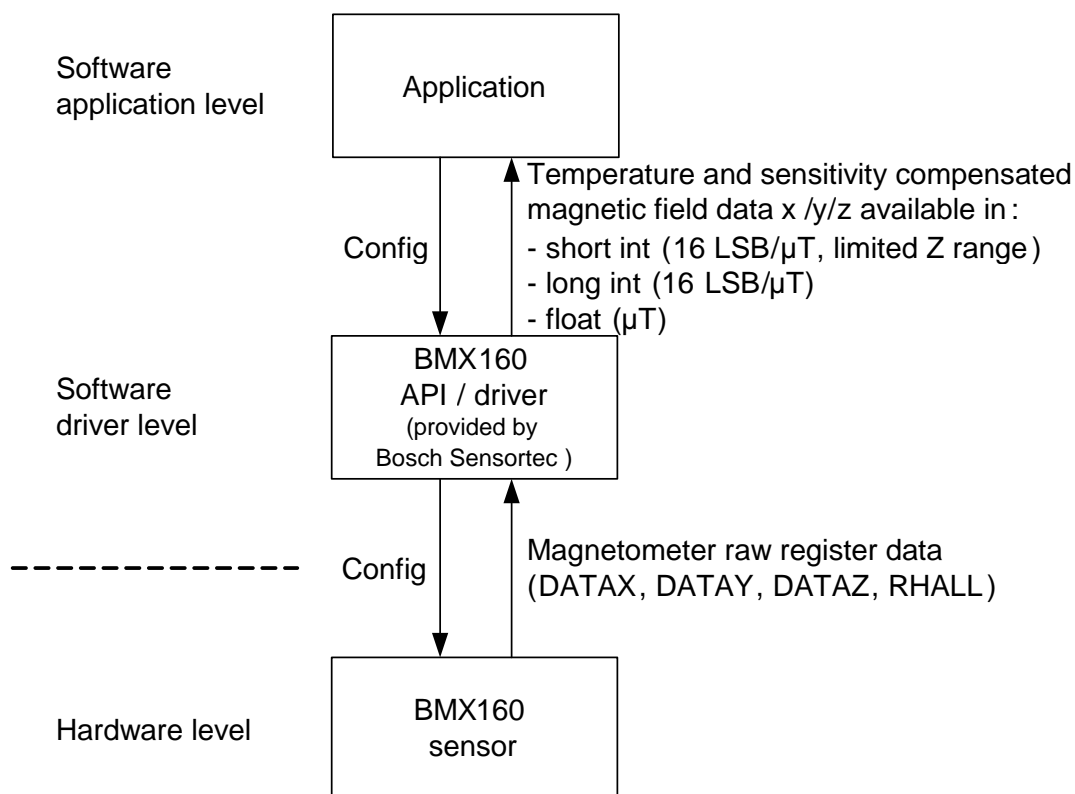 Software
application level
Application
Temperature and sensitivity compensated
magnetic field data x /y/z available in :
- short int (16 LSB/µT, limited Z range)
- long int (16 LSB/µT)
- float (µT)
Config
Software
driver level
BMX160
API / driver
(provided by
Bosch Sensortec )
Config
Magnetometer raw register data
(DATAX, DATAY, DATAZ, RHALL)
Hardware level
BMX160
sensor